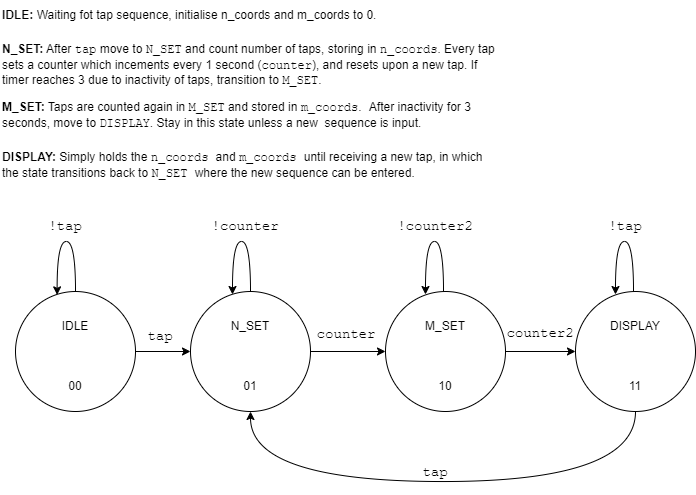 IDLE: Waiting fot tap sequence, initialise n_coords and m_coords to 0.
N_SET: After tap move to N_SET and count number of taps, storing in n_coords. Every tap
sets a counter which incements every 1 second (counter), and resets upon a new tap. If
timer reaches 3 due to inactivity of taps, transition to M_SET.
M_SET: Taps are counted again in M_SET and stored in m_coords. After inactivity for 3
seconds, move to DISPLAY. Stay in this state unless a new sequence is input.
DISPLAY: Simply holds the n_coords and m_coords until receiving a new tap, in which
the state transitions back to N_SET where the new sequence can be entered.
!tap
!counter
!counter2
!tap
IDLE
N_SET
M_SET
DISPLAY
tap
counter
counter2
00
01
10
11
tap